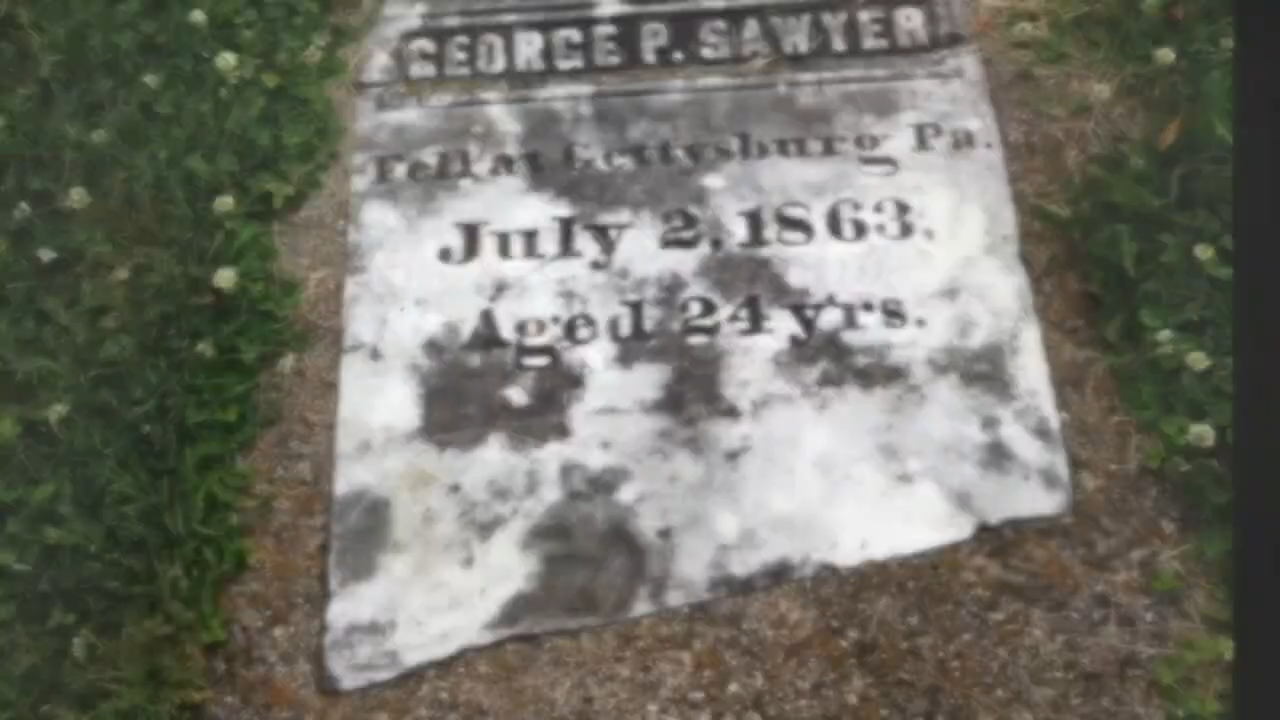 GEORGE P. SAWYER
Fell at Gettysburg Pa.
July 2, 1863.
Aged 24 yrs.